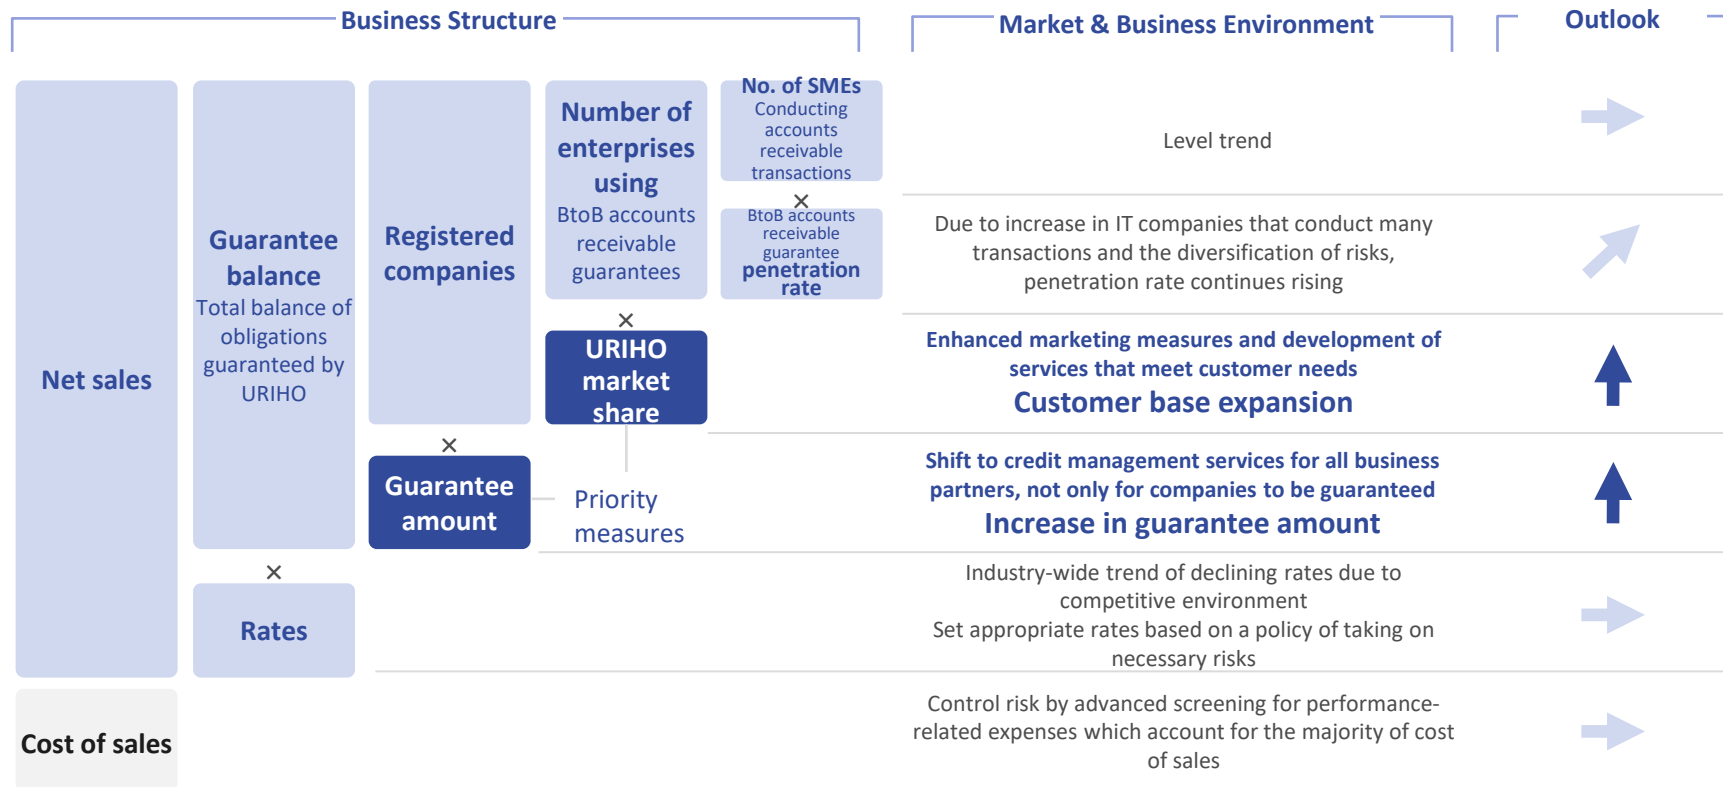 Business Structure
Market & Business Environment
Outlook
Net sales
Guarantee
balance
Total balance of
obligations
guaranteed by
URIHO
×
Rates
Registered
companies
×
Guarantee
amount
Number of
enterprises
using
BtoB accounts
receivable
guarantees
×
URIHO
market
share
Priority
measures
No. of SMEs
Conducting
accounts
receivable
transactions
×
BtoB accounts
receivable
guarantee
penetration
rate
Level trend
Due to increase in IT companies that conduct many
transactions and the diversification of risks,
penetration rate continues rising
Enhanced marketing measures and development of
services that meet customer needs
Customer base expansion
Shift to credit management services for all business
partners, not only for companies to be guaranteed
Increase in guarantee amount
Industry-wide trend of declining rates due to
competitive environment
Set appropriate rates based on a policy of taking on
necessary risks
Cost of sales
Control risk by advanced screening for performance-
related expenses which account for the majority of cost
of sales